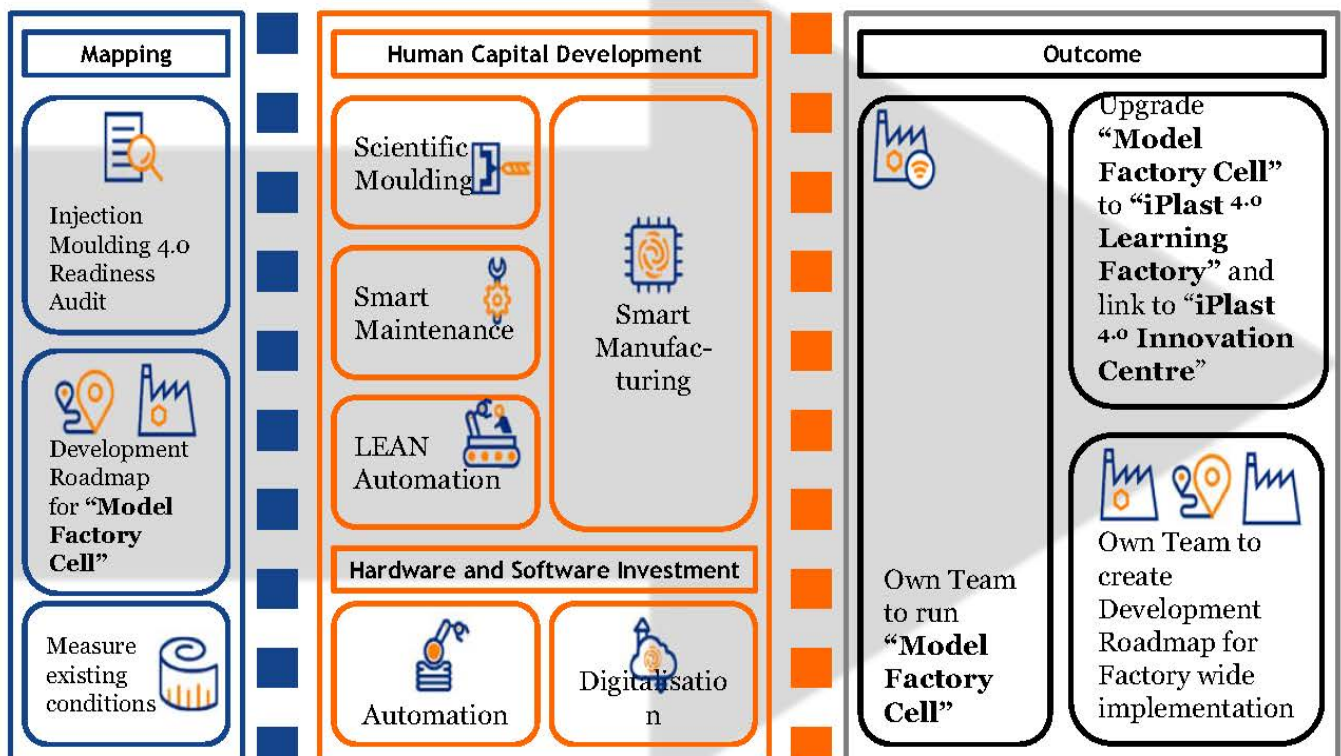 Mapping
Injection
Moulding 4.0
Readiness
Audit
Development
Roadmap
for “Model
Factory
Cell”
Measure
existing
conditions
Human Capital Development
Scientific
Moulding
Smart
Maintenance
LEAN
Automation
Smart
Manufac-
turing
Hardware and Software Investment
Automation
Digitalisatio
n
Outcome
Own Team
to run
“Model
Factory
Cell”
Upgrade
“Model
Factory Cell”
to “iPlast 4.0
Learning
Factory” and
link to “iPlast
4.0 Innovation
Centre”
Own Team to
create
Development
Roadmap for
Factory wide
implementation